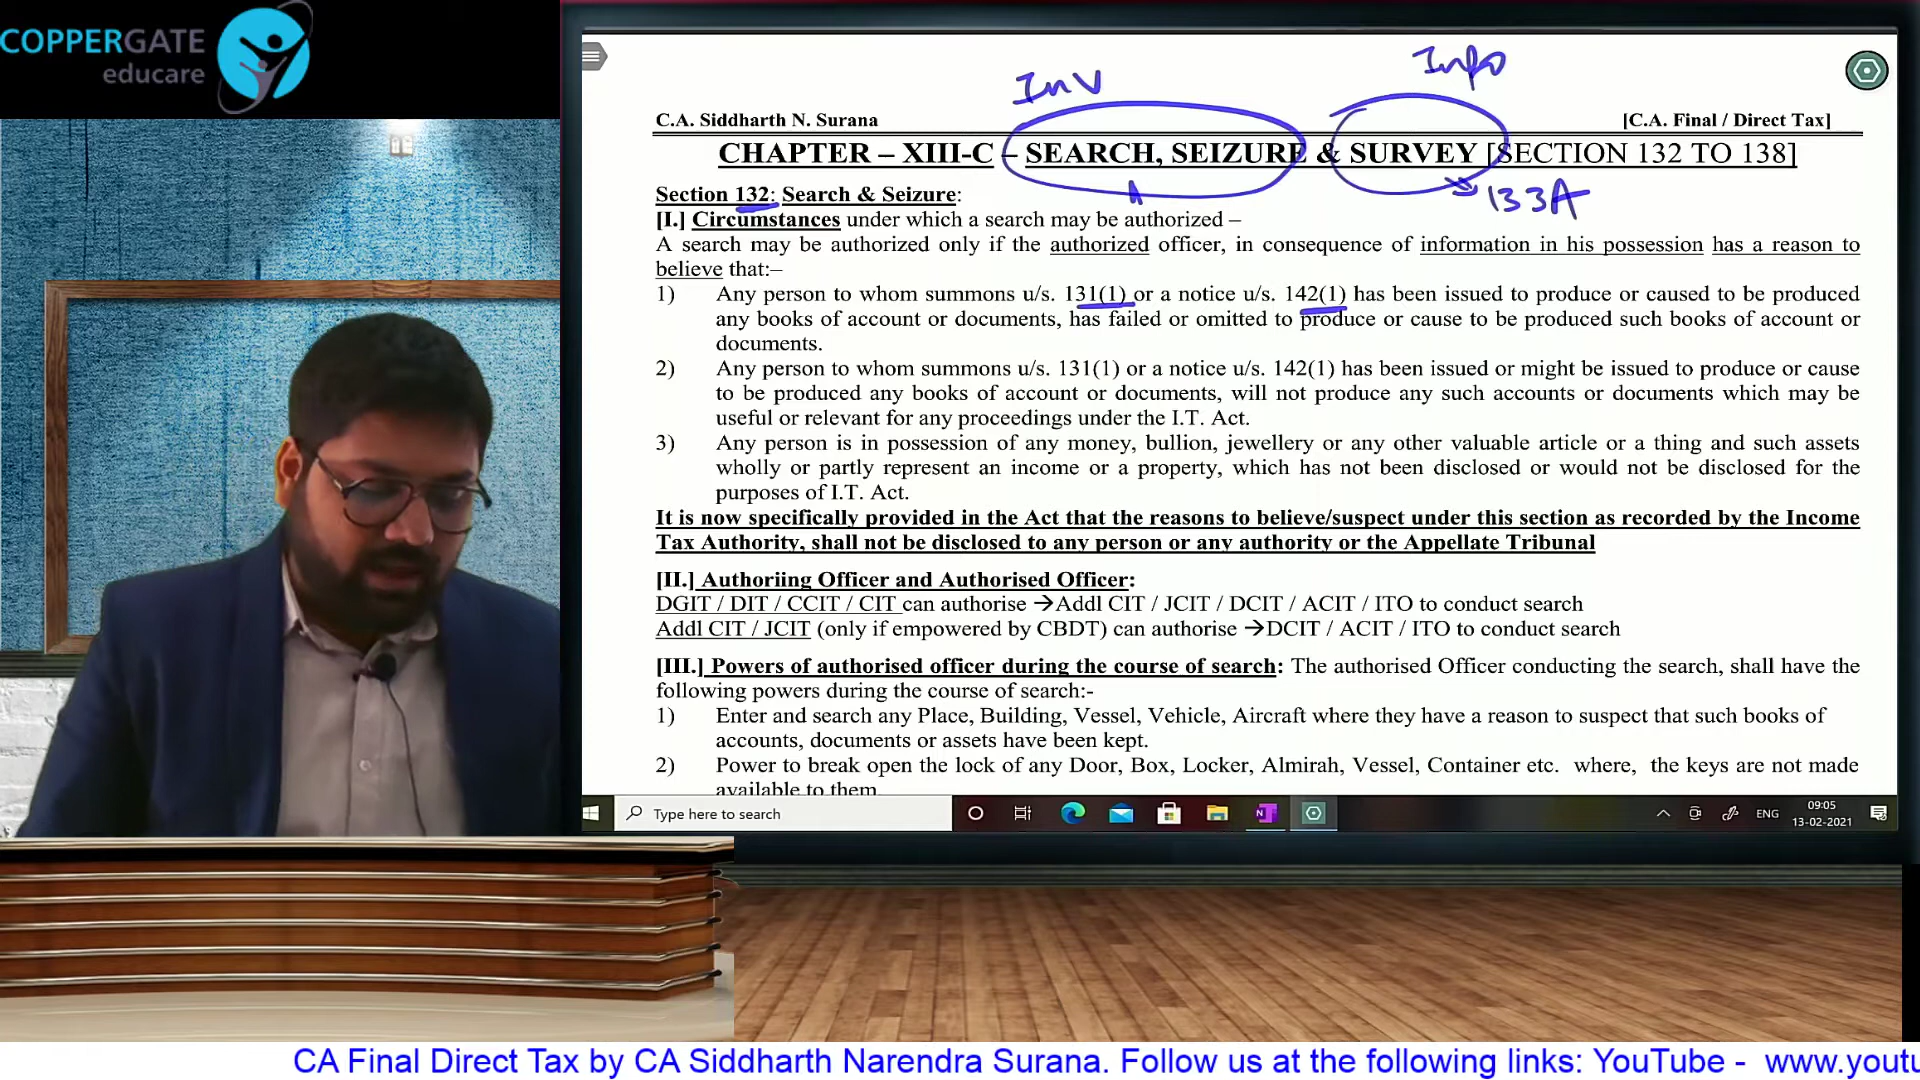 COPPERGATE
educare
Inv
Info
C.A. Siddharth N. Surana
[C.A. Final / Direct Tax]
CHAPTER – XIII-C – SEARCH, SEIZURE & SURVEY [SECTION 132 TO 138]
133A
Section 132: Search & Seizure:
[I.] Circumstances under which a search may be authorized –
A search may be authorized only if the authorized officer, in consequence of information in his possession has a reason to
believe that:–
1) Any person to whom summons u/s. 131(1) or a notice u/s. 142(1) has been issued to produce or caused to be produced
any books of account or documents, has failed or omitted to produce or cause to be produced such books of account or
documents.
2) Any person to whom summons u/s. 131(1) or a notice u/s. 142(1) has been issued or might be issued to produce or cause
to be produced any books of account or documents, will not produce any such accounts or documents which may be
useful or relevant for any proceedings under the I.T. Act.
3) Any person is in possession of any money, bullion, jewellery or any other valuable article or a thing and such assets
wholly or partly represent an income or a property, which has not been disclosed or would not be disclosed for the
purposes of I.T. Act.
It is now specifically provided in the Act that the reasons to believe/suspect under this section as recorded by the Income
Tax Authority, shall not be disclosed to any person or any authority or the Appellate Tribunal
[II.] Authoriing Officer and Authorised Officer:
DGIT / DIT / CCIT / CIT can authorise →Addl CIT / JCIT / DCIT / ACIT / ITO to conduct search
Addl CIT / JCIT (only if empowered by CBDT) can authorise →DCIT / ACIT / ITO to conduct search
[III.] Powers of authorised officer during the course of search: The authorised Officer conducting the search, shall have the
following powers during the course of search:-
1) Enter and search any Place, Building, Vessel, Vehicle, Aircraft where they have a reason to suspect that such books of
accounts, documents or assets have been kept.
2) Power to break open the lock of any Door, Box, Locker, Almirah, Vessel, Container etc. where, the keys are not made
available to them
Type here to search
ENG
09:05
13-02-2021
CA Final Direct Tax by CA Siddharth Narendra Surana. Follow us at the following links: YouTube - www.youtu